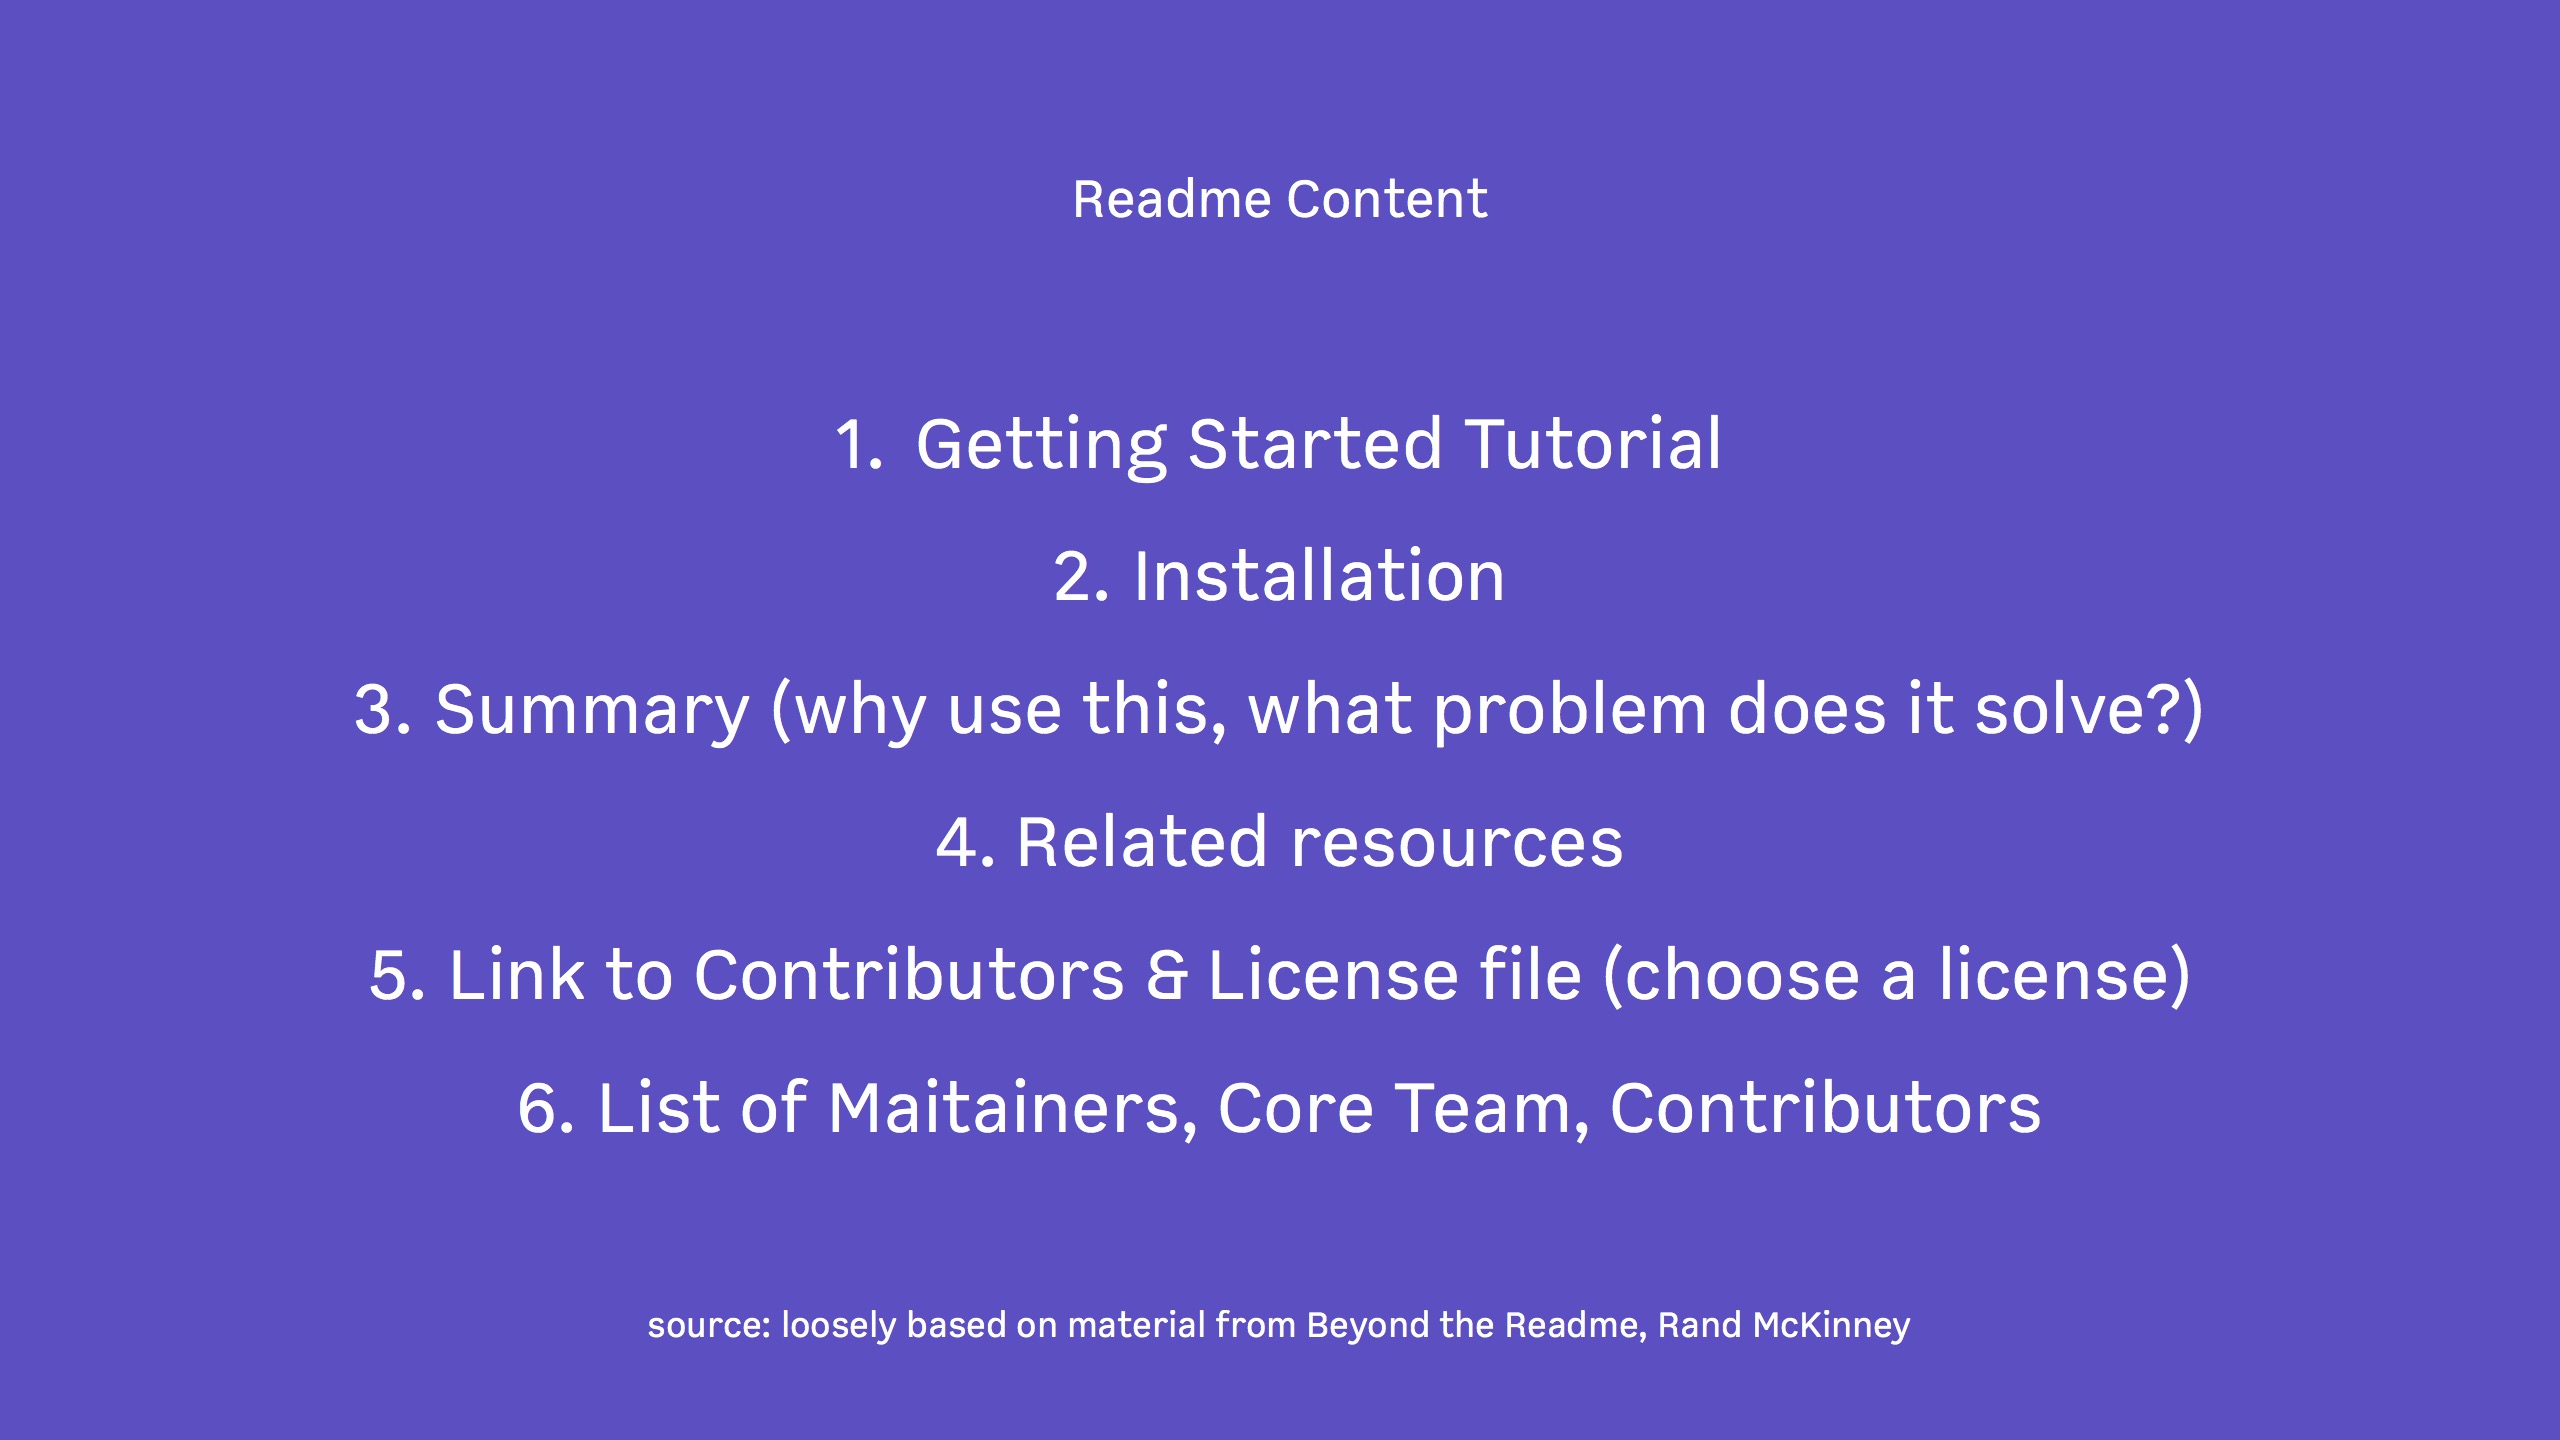 Readme Content
1. Getting Started Tutorial
2. Installation
3. Summary (why use this, what problem does it solve?)
4. Related resources
5. Link to Contributors & License file (choose a license)
6. List of Maitainers, Core Team, Contributors
source: loosely based on material from Beyond the Readme, Rand McKinney